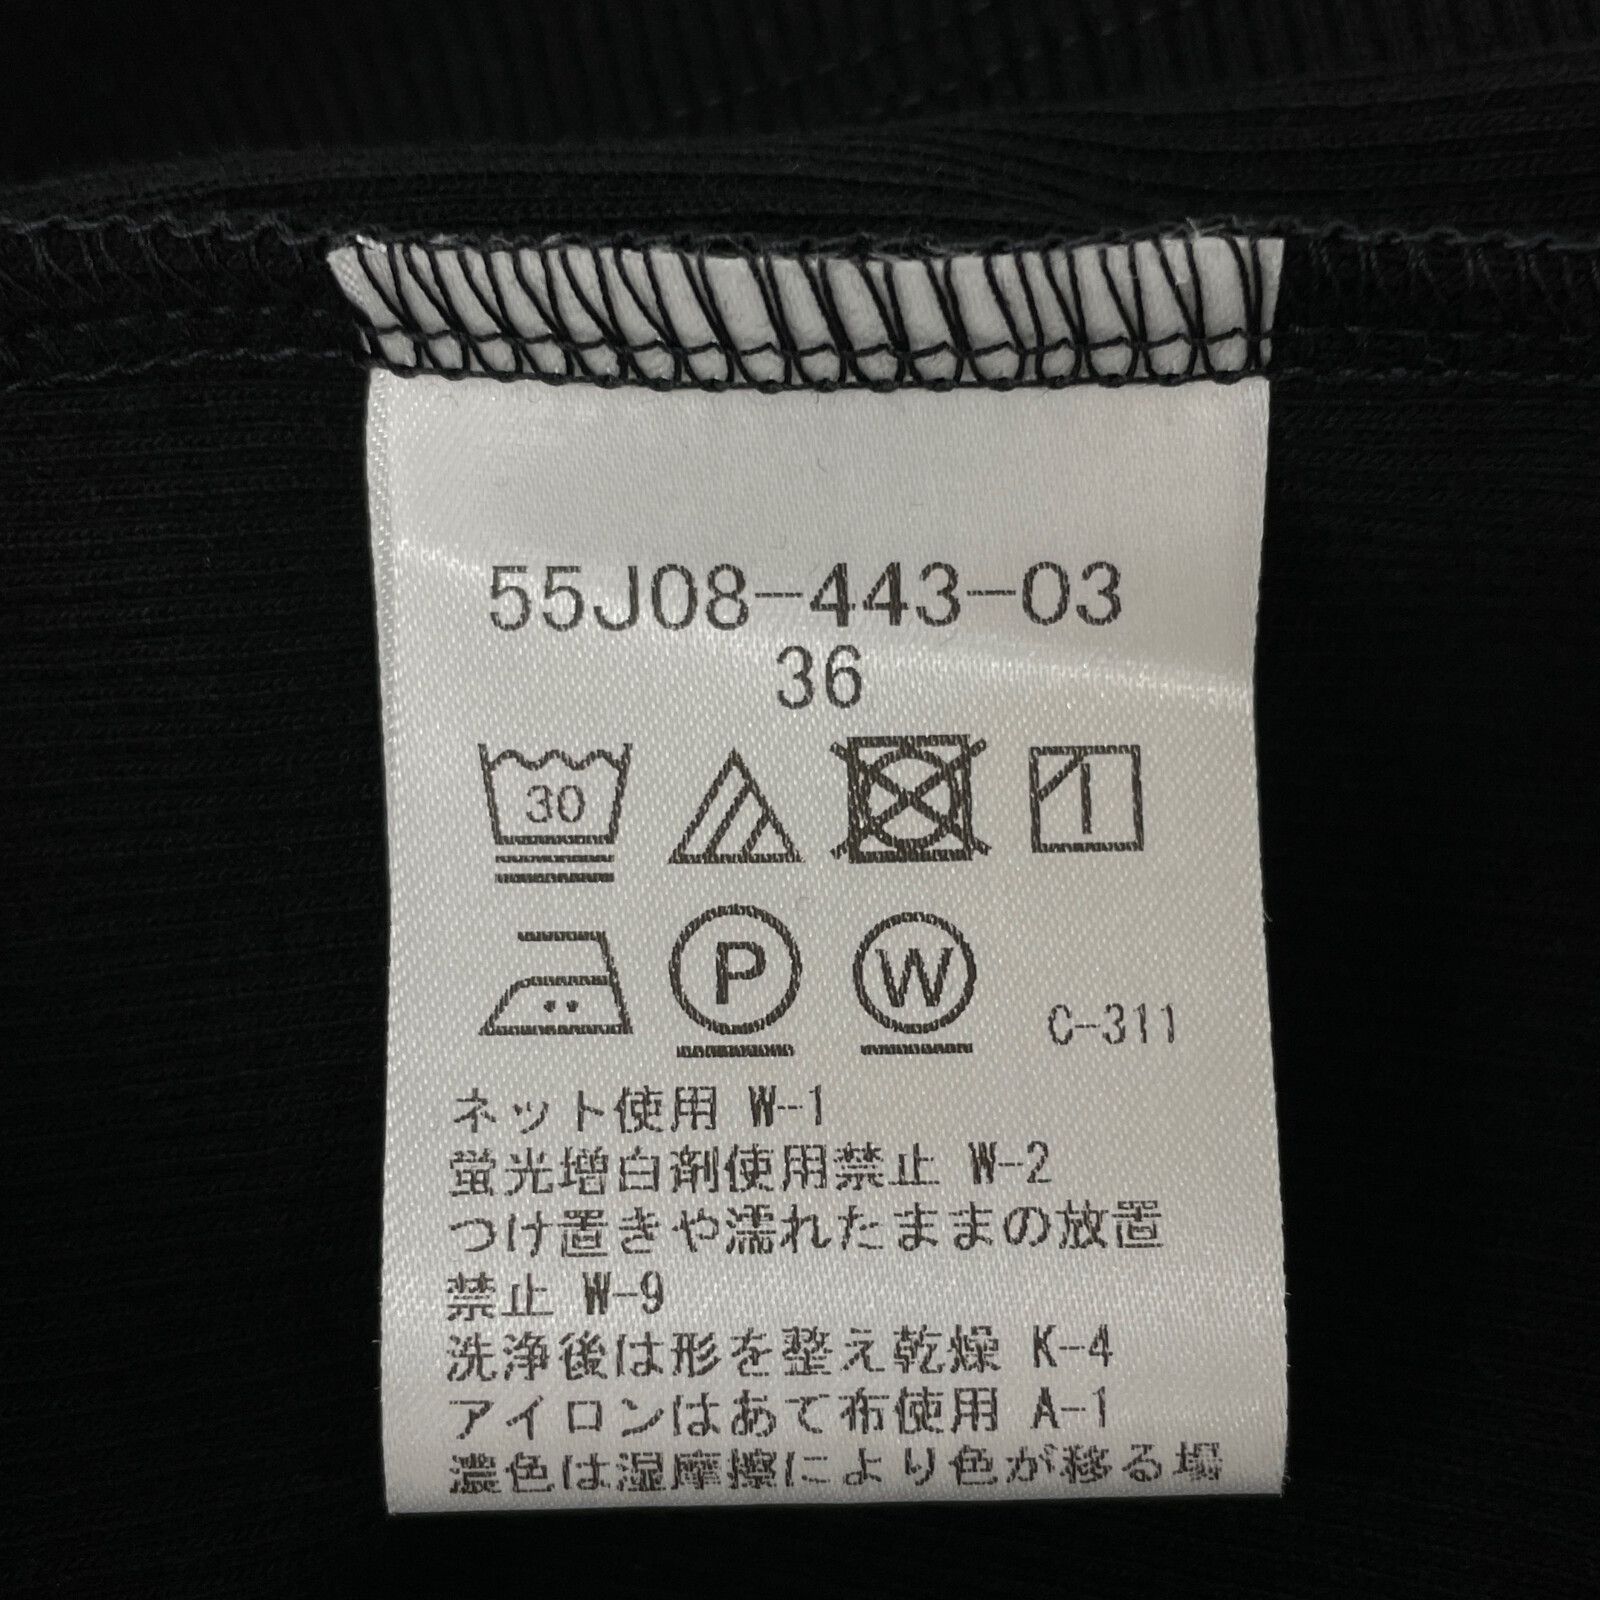 55J08-443-03
36
30
P
W
C-311
ネット使用 W-1
蛍光増白剤使用禁止 W-2
つけ置きや濡れたままの放置
禁止 W-9
洗浄後は形を整え乾燥 K-4
アイロンはあて布使用 A-1
濃色は湿摩擦により色が移る場